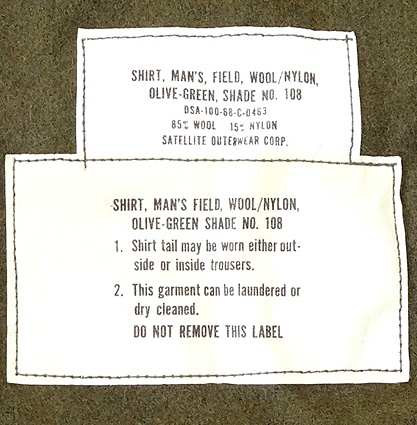 SHIRT, MAN'S, FIELD, WOOL/NYLON,
OLIVE-GREEN, SHADE NO. 108
DSA-100-68-C-0463
85% WOOL 15% NYLON
SATELLITE OUTERWEAR CORP.
SHIRT, MAN'S FIELD, WOOL/NYLON,
OLIVE-GREEN SHADE NO. 108
1. Shirt tail may be worn either out-
side or inside trousers.
2. This garment can be laundered or
dry cleaned.
DO NOT REMOVE THIS LABEL